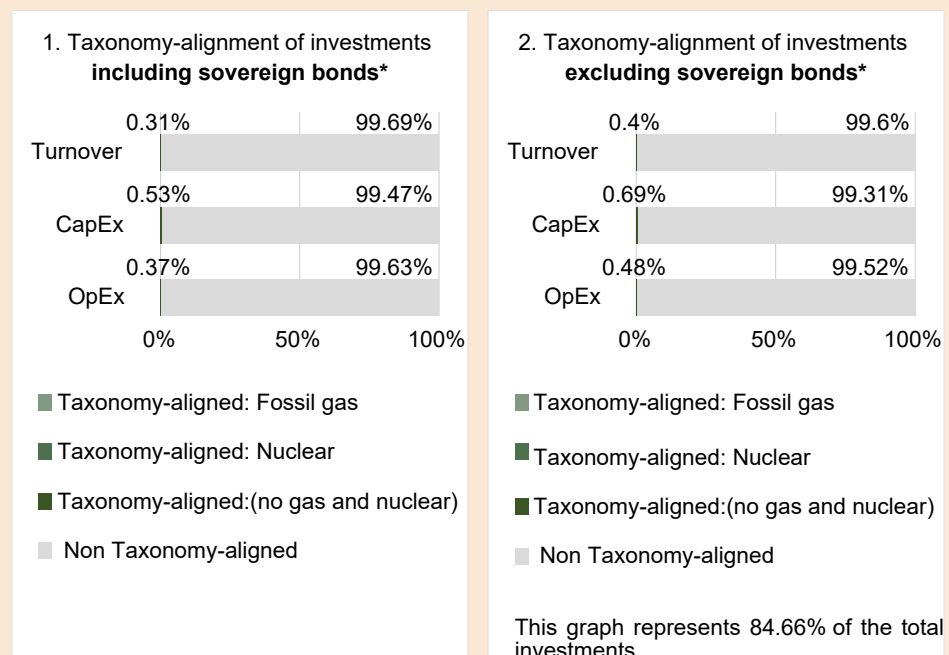 1. Taxonomy-alignment of investments
including sovereign bonds*
0.31% 99.69%
Turnover
0.53% 99.47%
CapEx
0.37% 99.63%
OpEx
0% 50% 100%
Taxonomy-aligned: Fossil gas
Taxonomy-aligned: Nuclear
Taxonomy-aligned:(no gas and nuclear)
Non Taxonomy-aligned
2. Taxonomy-alignment of investments
excluding sovereign bonds*
0.4% 99.6%
Turnover
0.69% 99.31%
CapEx
0.48% 99.52%
OpEx
0% 50% 100%
Taxonomy-aligned: Fossil gas
Taxonomy-aligned: Nuclear
Taxonomy-aligned:(no gas and nuclear)
Non Taxonomy-aligned
This graph represents 84.66% of the total
investments